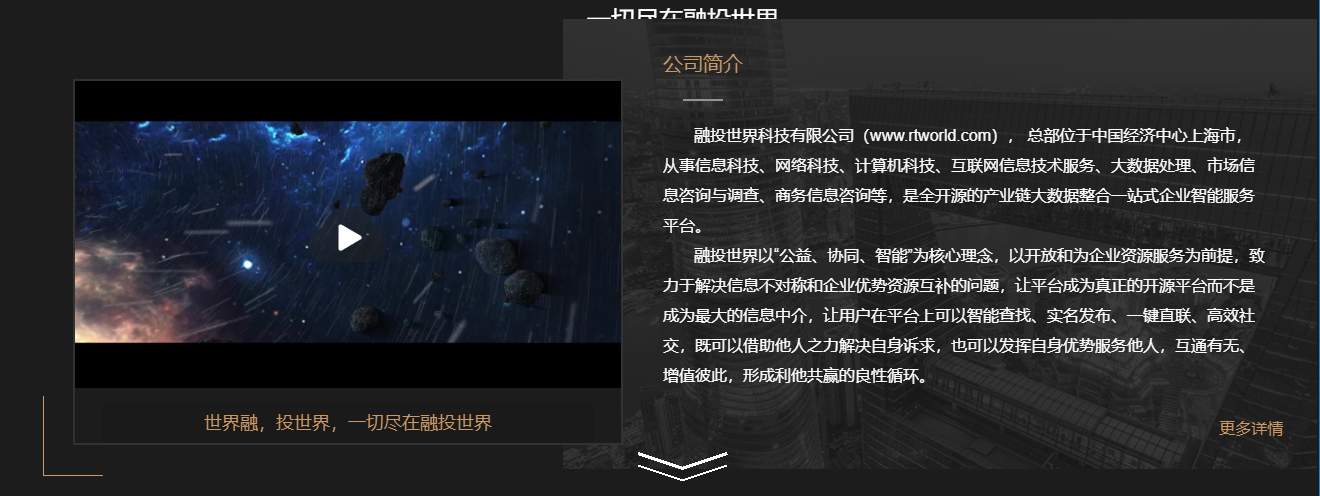 一切尽在融投世界
公司简介
融投世界科技有限公司（www.rtworld.com）， 总部位于中国经济中心上海市，
从事信息科技、网络科技、计算机科技、互联网信息技术服务、大数据处理、市场信
息咨询与调查、商务信息咨询等，是全开源的产业链大数据整合一站式企业智能服务
平台。
融投世界以“公益、协同、智能”为核心理念，以开放和为企业资源服务为前提，致
力于解决信息不对称和企业优势资源互补的问题，让平台成为真正的开源平台而不是
成为最大的信息中介，让用户在平台上可以智能查找、实名发布、一键直联、高效社
交，既可以借助他人之力解决自身诉求，也可以发挥自身优势服务他人，互通有无、
增值彼此，形成利他共赢的良性循环。
世界融，投世界，一切尽在融投世界
更多详情